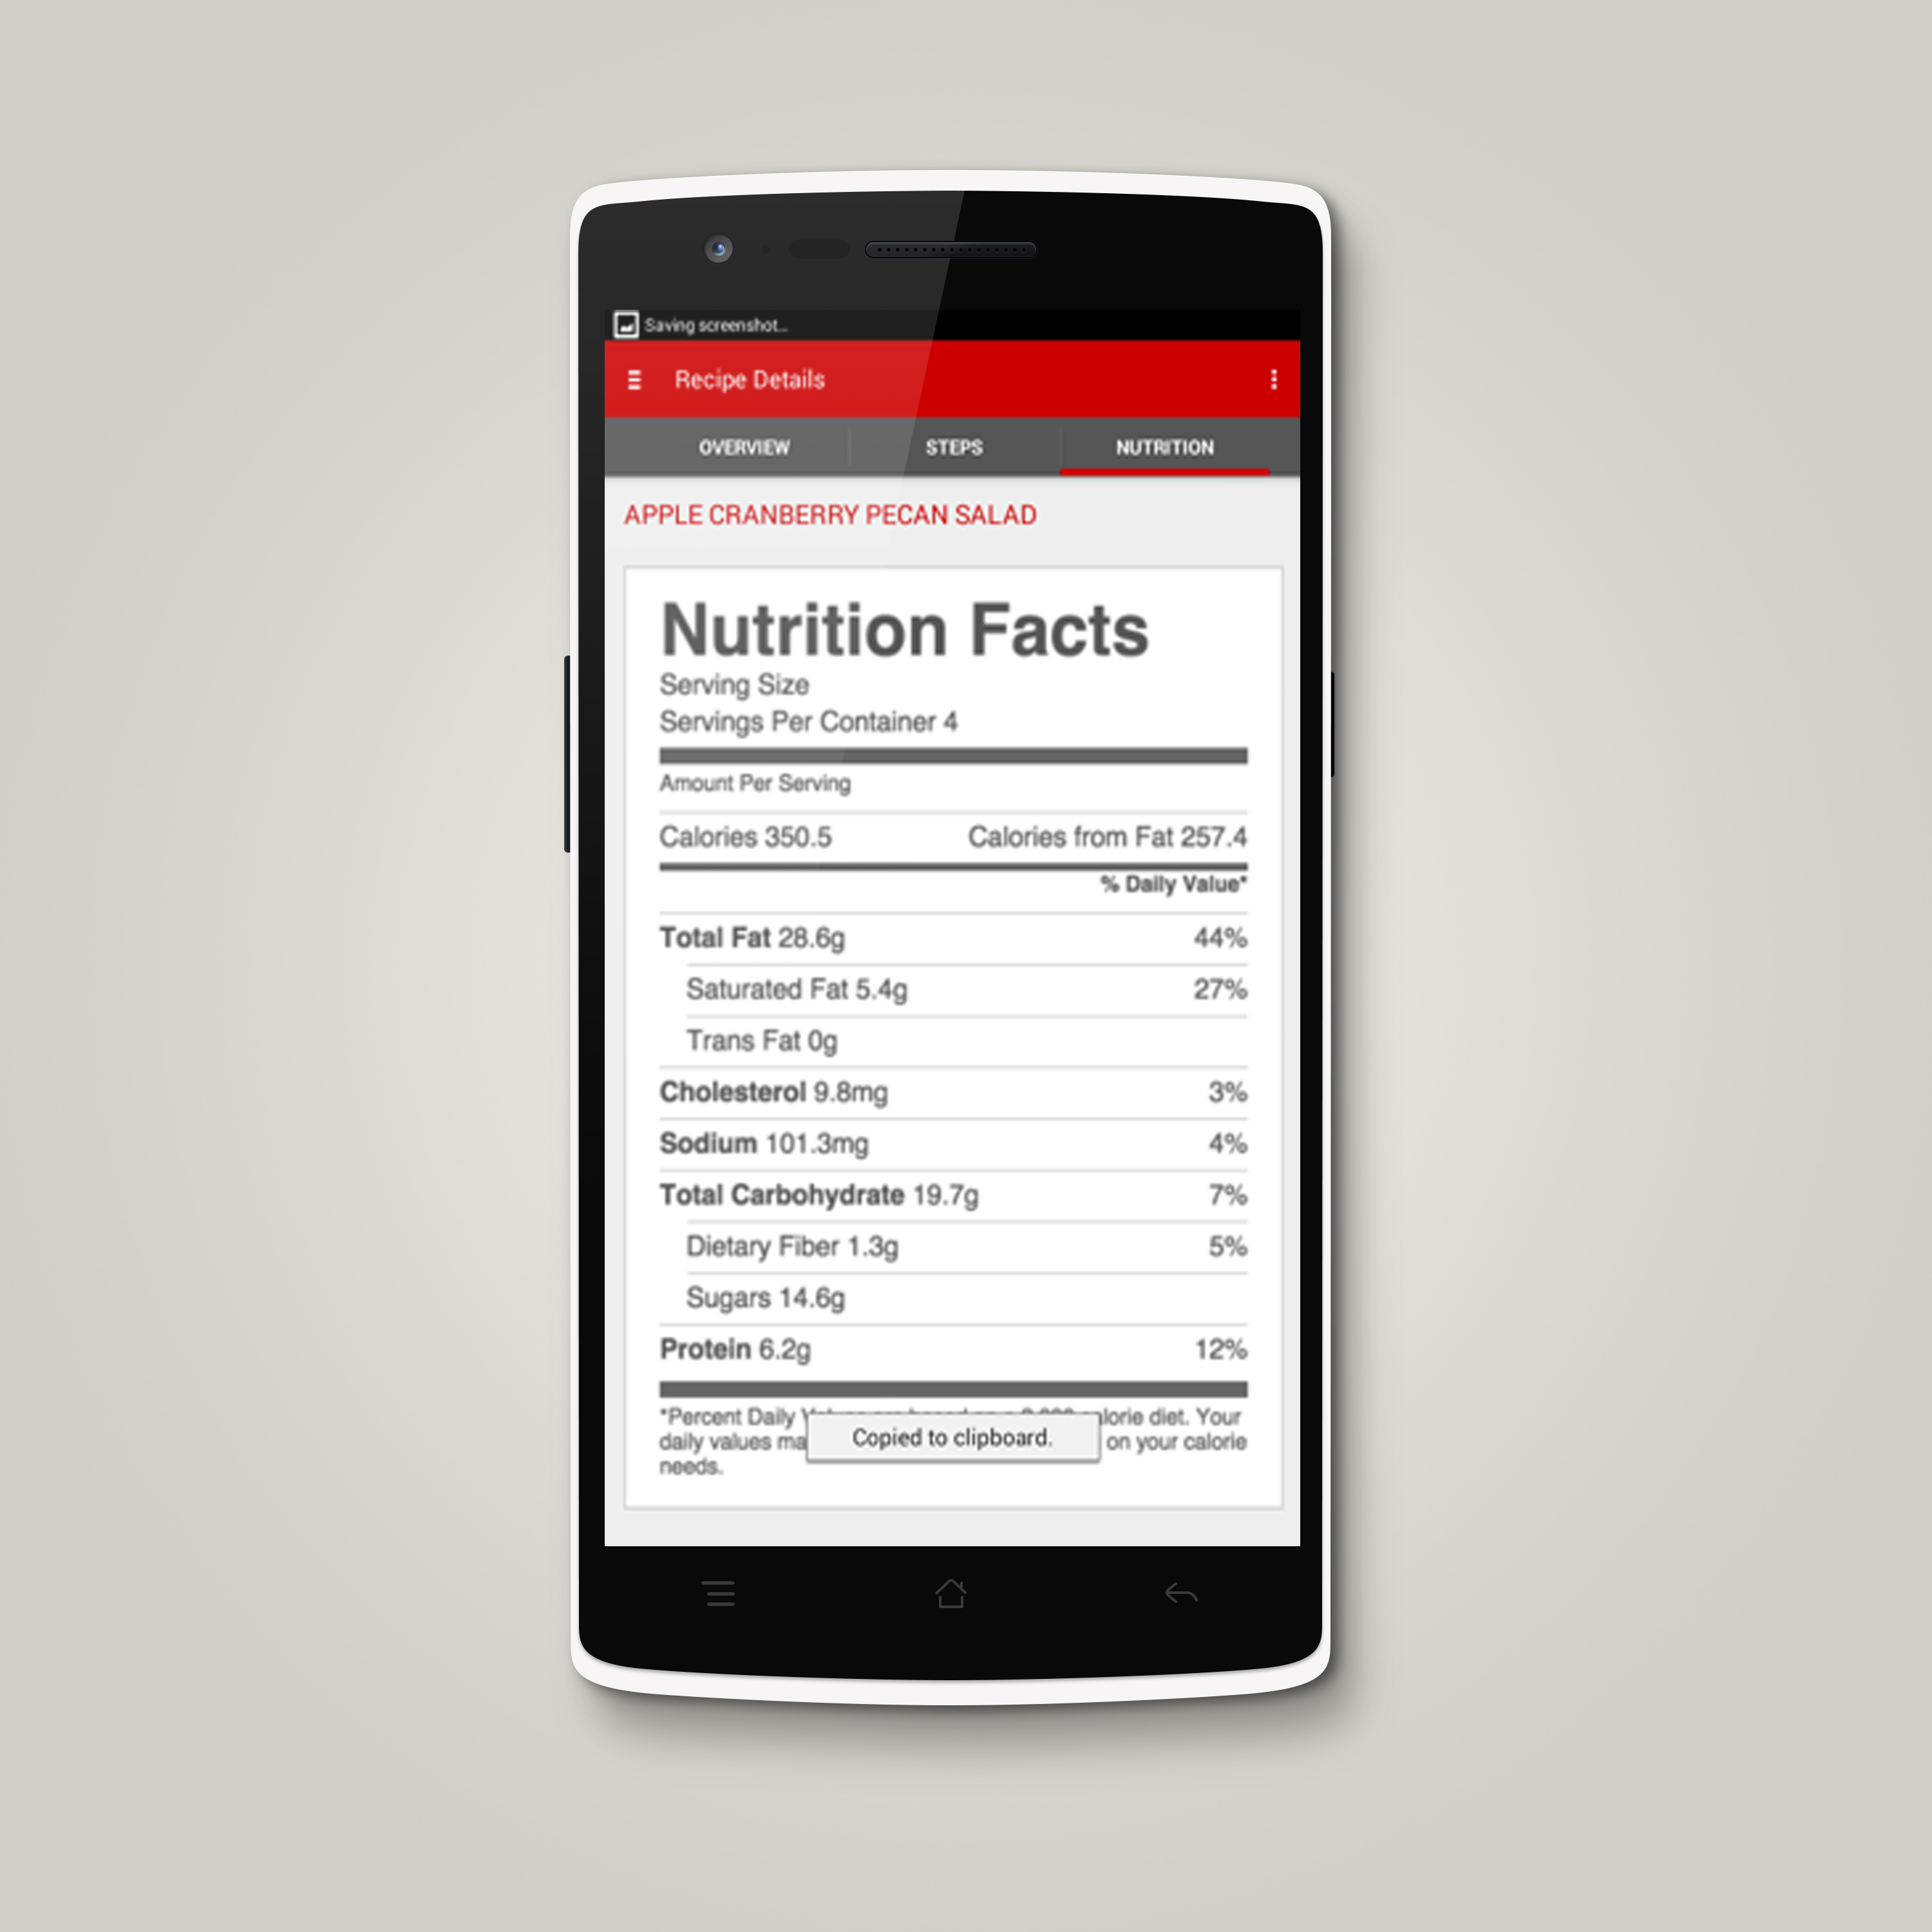 Saving screenshot...
Recipe Details
OVERVIEW STEPS NUTRITION
APPLE CRANBERRY PECAN SALAD
Nutrition Facts
Serving Size
Servings Per Container 4
Amount Per Serving
Calories 350.5 Calories from Fat 257.4
% Daily Value*
Total Fat 28.6g 44%
Saturated Fat 5.4g 27%
Trans Fat 0g
Cholesterol 9.8mg 3%
Sodium 101.3mg 4%
Total Carbohydrate 19.7g 7%
Dietary Fiber 1.3g 5%
Sugars 14.6g
Protein 6.2g 12%
*Percent Daily diet. Your
daily values on your calorie
needs.
Copied to clipboard.